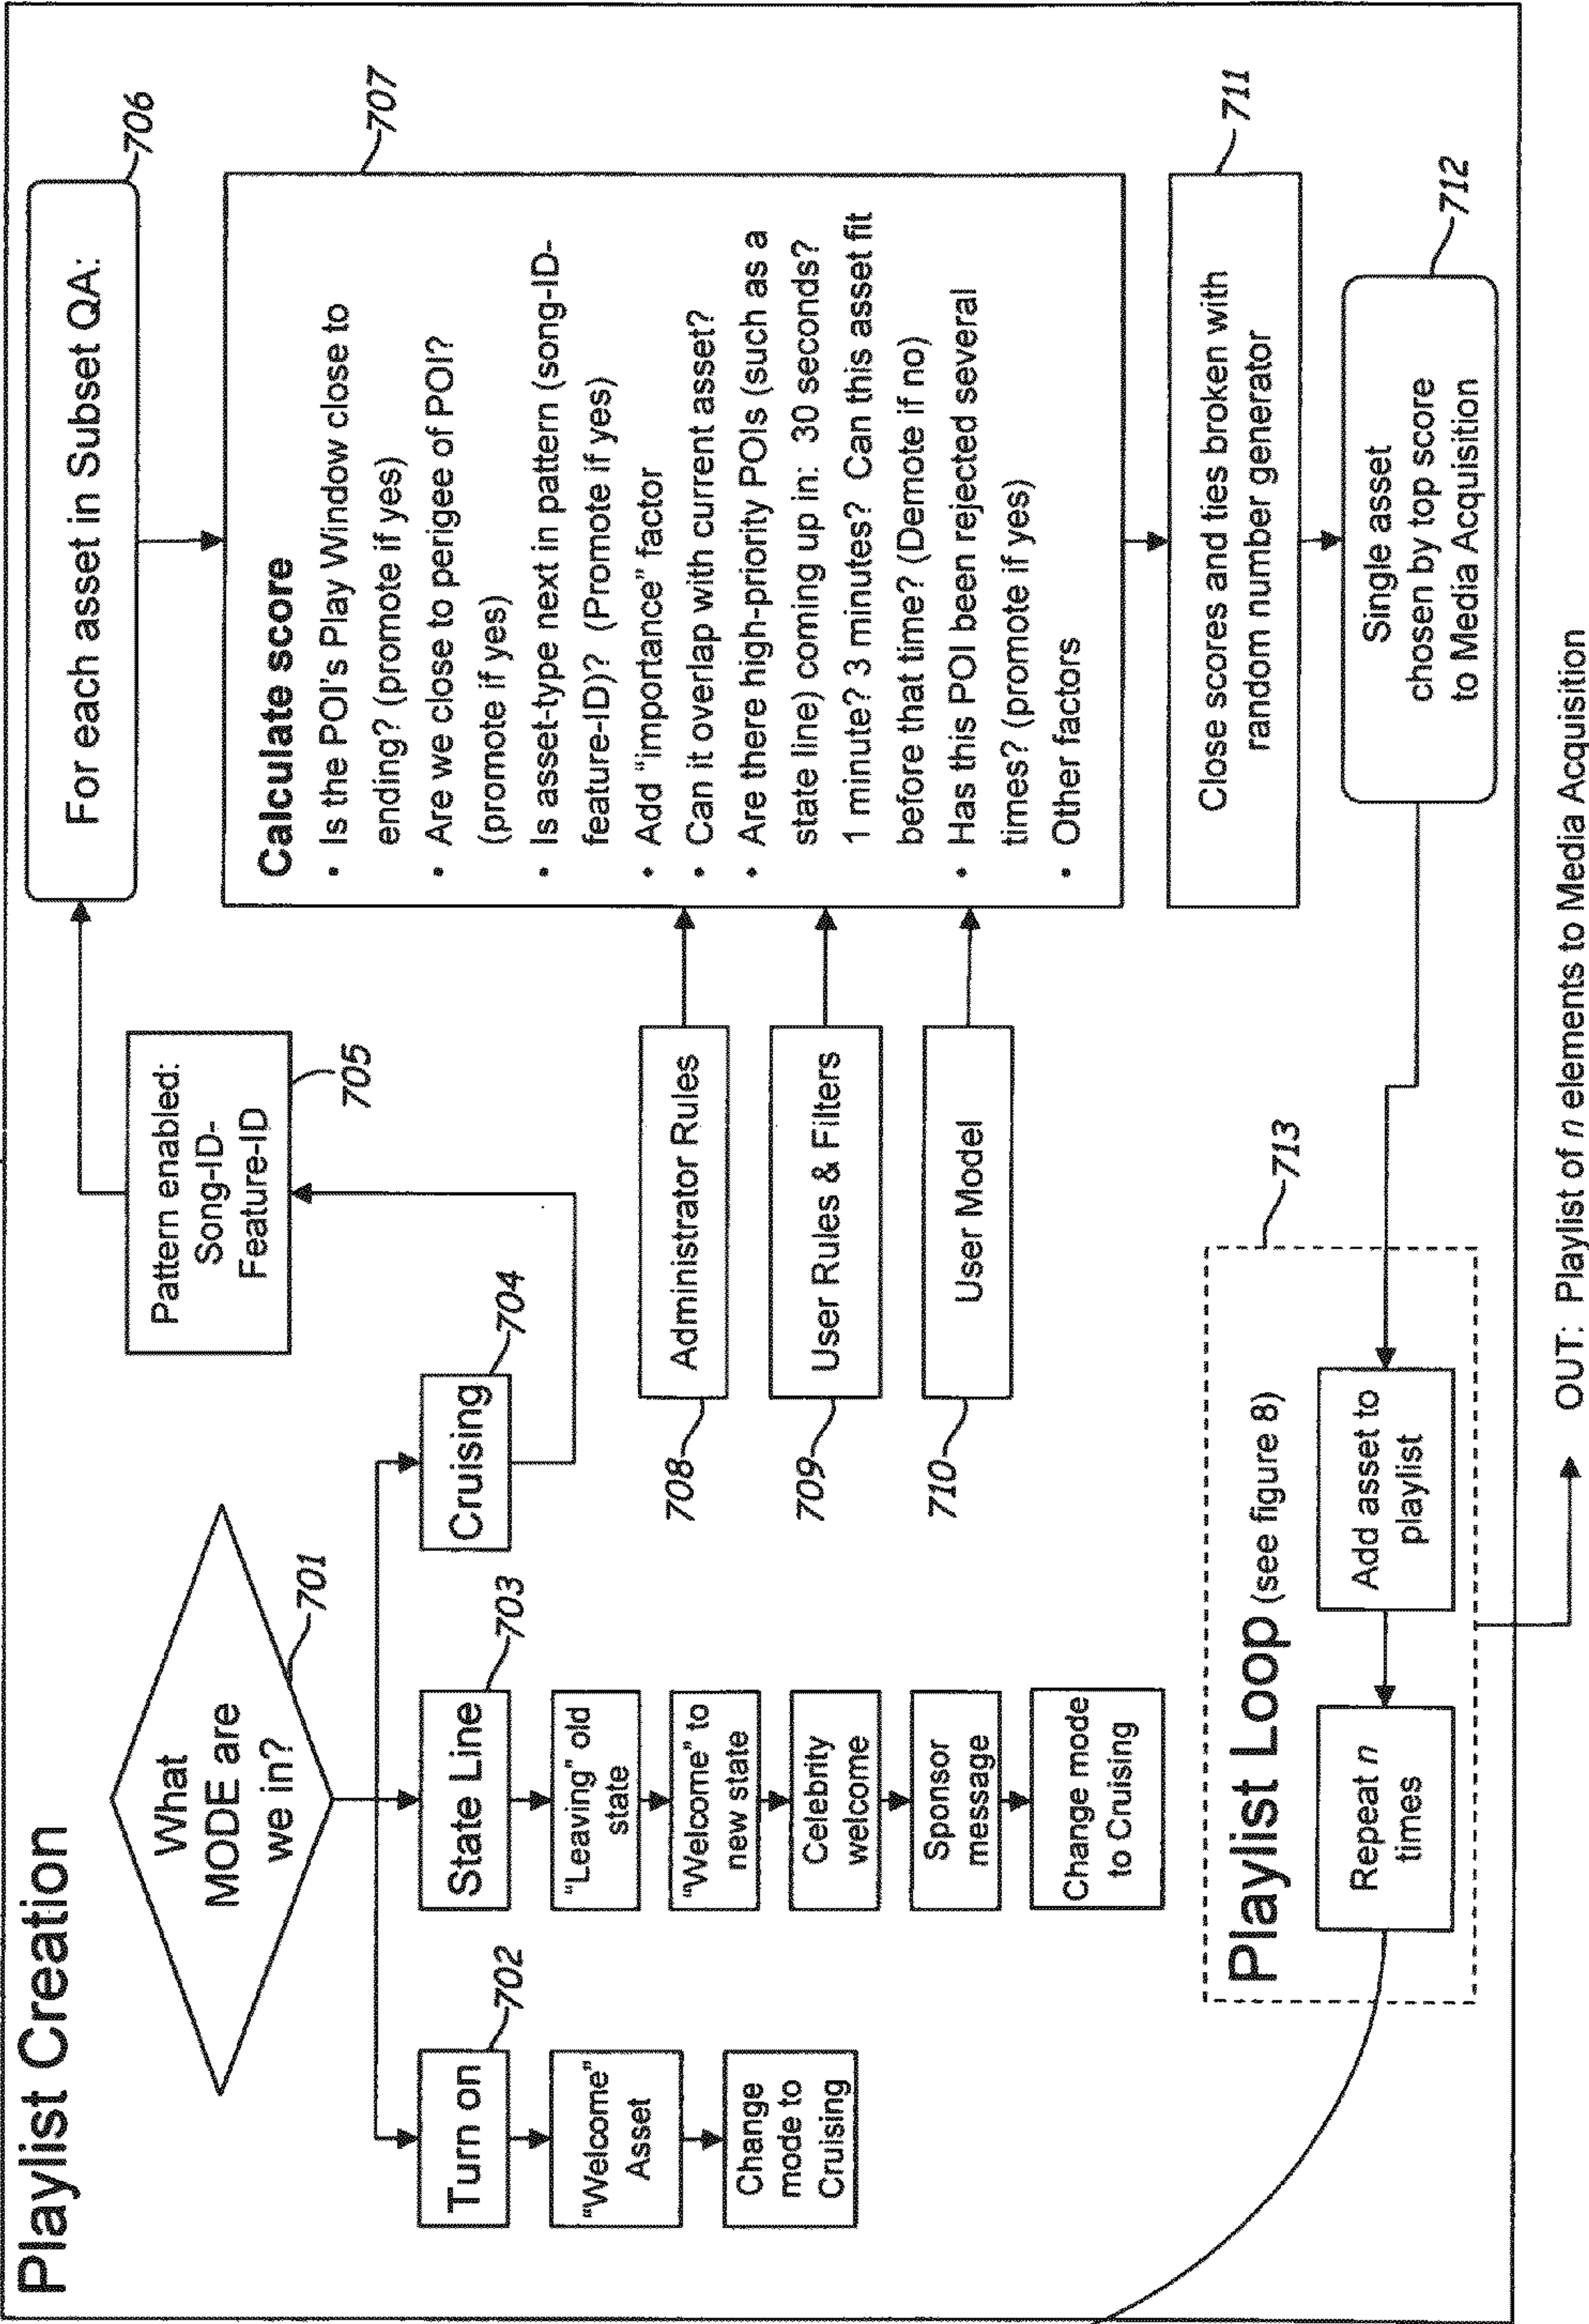 Playlist Creation
What
MODE are
we in?
701
Turn on
702
"Welcome"
Asset
Change
mode to
Cruising
State Line
703
"Leaving" old
state
"Welcome" to
new state
Celebrity
welcome
Sponsor
message
Change mode
to Cruising
Cruising
704
Pattern enabled:
Song-ID-
Feature-ID
705
For each asset in Subset QA:
706
Calculate score
• Is the POI's Play Window close to
ending? (promote if yes)
• Are we close to perigee of POI?
(promote if yes)
• Is asset-type next in pattern (song-ID-
feature-ID)? (Promote if yes)
• Add "importance" factor
• Can it overlap with current asset?
• Are there high-priority POIs (such as a
state line) coming up in: 30 seconds?
1 minute? 3 minutes? Can this asset fit
before that time? (Demote if no)
• Has this POI been rejected several
times? (promote if yes)
• Other factors
707
708
Administrator Rules
709
User Rules & Filters
710
User Model
Close scores and ties broken with
random number generator
711
Single asset
chosen by top score
to Media Acquisition
712
Playlist Loop (see figure 8)
713
Repeat n
times
Add asset to
playlist
OUT: Playlist of n elements to Media Acquisition